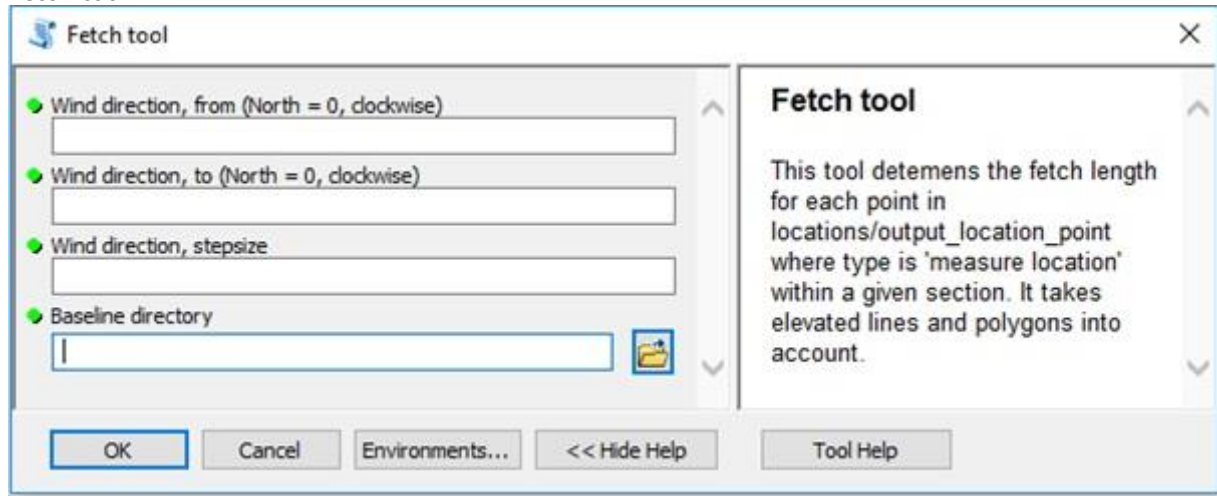 Fetch tool
Wind direction, from (North = 0, clockwise)
Wind direction, to (North = 0, clockwise)
Wind direction, stepsize
Baseline directory
Fetch tool
This tool detemens the fetch length
for each point in
locations/output_location_point
where type is 'measure location'
within a given section. It takes
elevated lines and polygons into
account.
OK
Cancel
Environments...
<< Hide Help
Tool Help